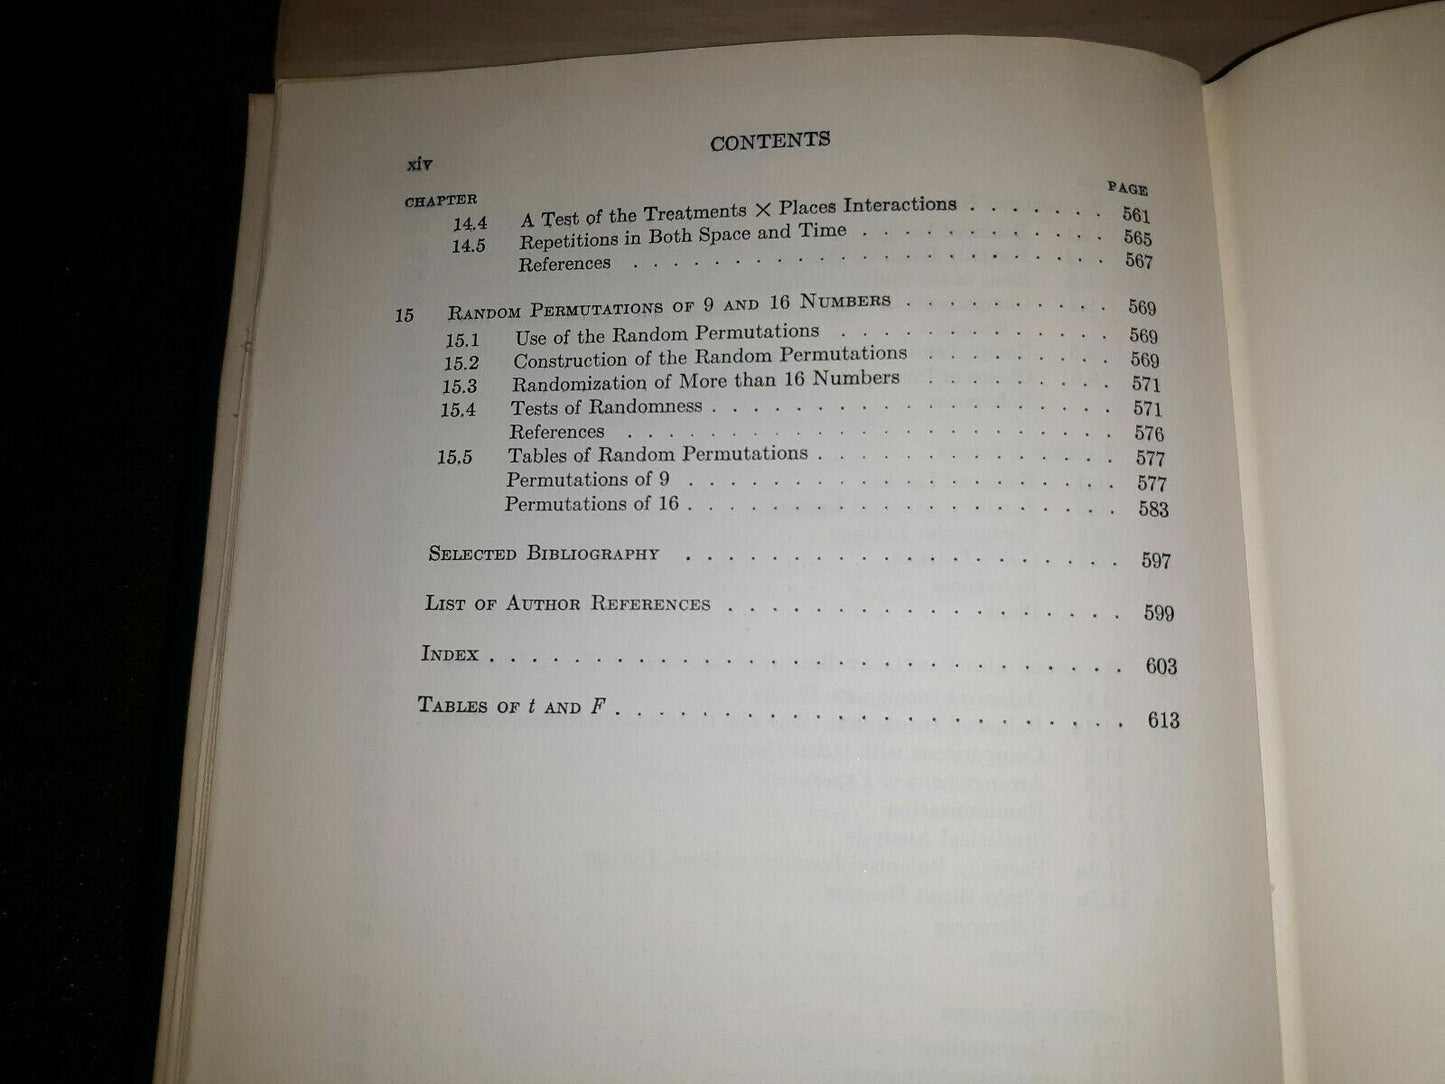 xiv
CONTENTS
CHAPTER PAGE
14.4 A Test of the Treatments × Places Interactions . . . . . . . 561
14.5 Repetitions in Both Space and Time . . . . . . . . . . . . 565
References . . . . . . . . . . . . . . . . . . . . . . . 567
15 RANDOM PERMUTATIONS OF 9 AND 16 NUMBERS . . . . . . . . . . 569
15.1 Use of the Random Permutations . . . . . . . . . . . . . 569
15.2 Construction of the Random Permutations . . . . . . . . . 569
15.3 Randomization of More than 16 Numbers . . . . . . . . . 571
15.4 Tests of Randomness . . . . . . . . . . . . . . . . . . . 571
References . . . . . . . . . . . . . . . . . . . . . . . 576
15.5 Tables of Random Permutations . . . . . . . . . . . . . . 577
Permutations of 9 . . . . . . . . . . . . . . . . . . . . 577
Permutations of 16 . . . . . . . . . . . . . . . . . . . . 583
SELECTED BIBLIOGRAPHY . . . . . . . . . . . . . . . . . . . 597
LIST OF AUTHOR REFERENCES . . . . . . . . . . . . . . . . . 599
INDEX . . . . . . . . . . . . . . . . . . . . . . . . . . . 603
TABLES OF t AND F . . . . . . . . . . . . . . . . . . . . . 613